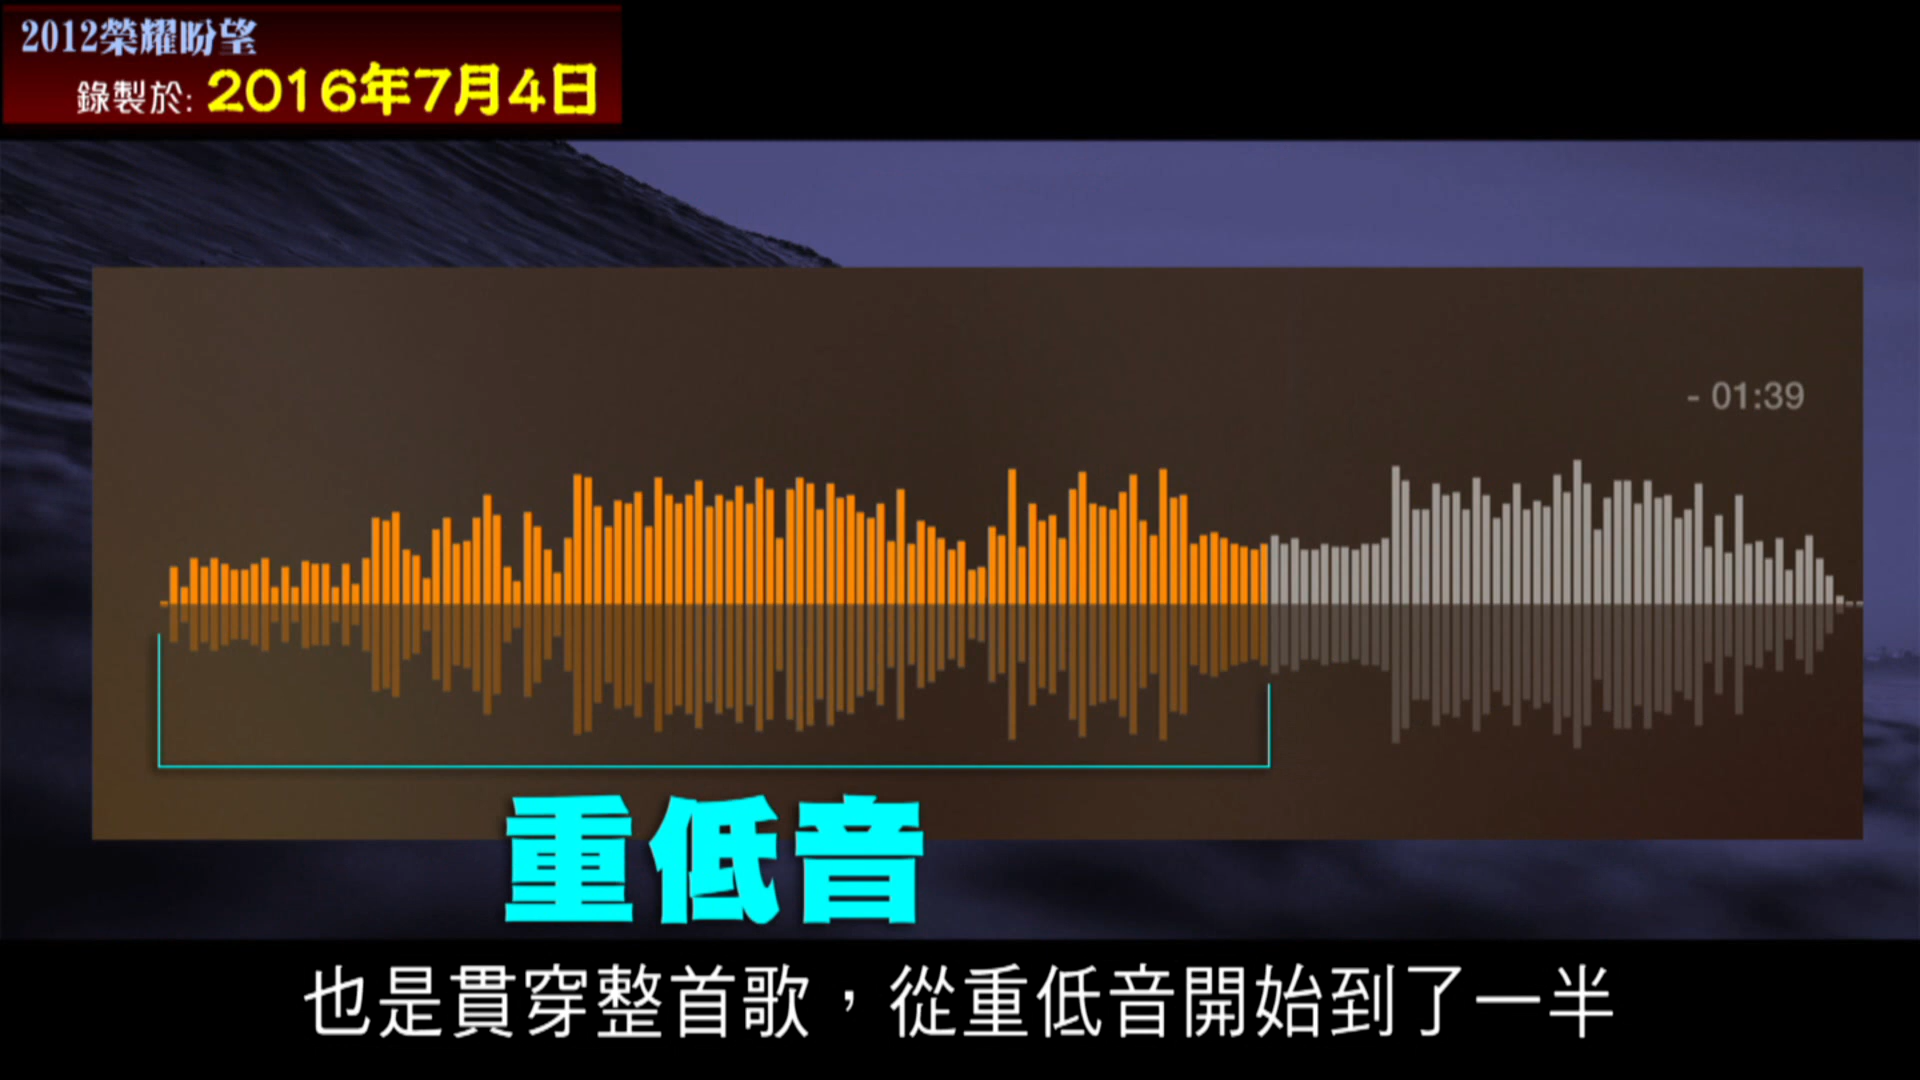 2012榮耀盼望
錄製於: 2016年7月4日
- 01:39
重低音
也是貫穿整首歌，從重低音開始到了一半